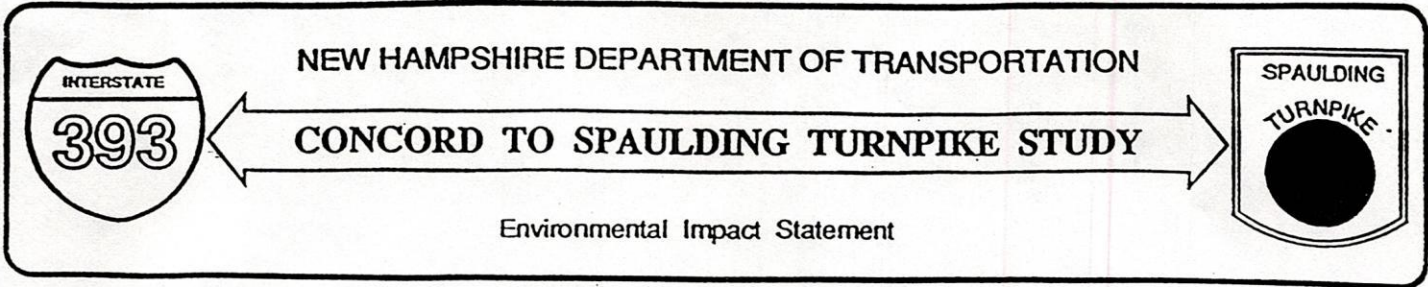 NEW HAMPSHIRE DEPARTMENT OF TRANSPORTATION
INTERSTATE
393
CONCORD TO SPAULDING TURNPIKE STUDY
SPAULDING
TURNPIKE
Environmental Impact Statement